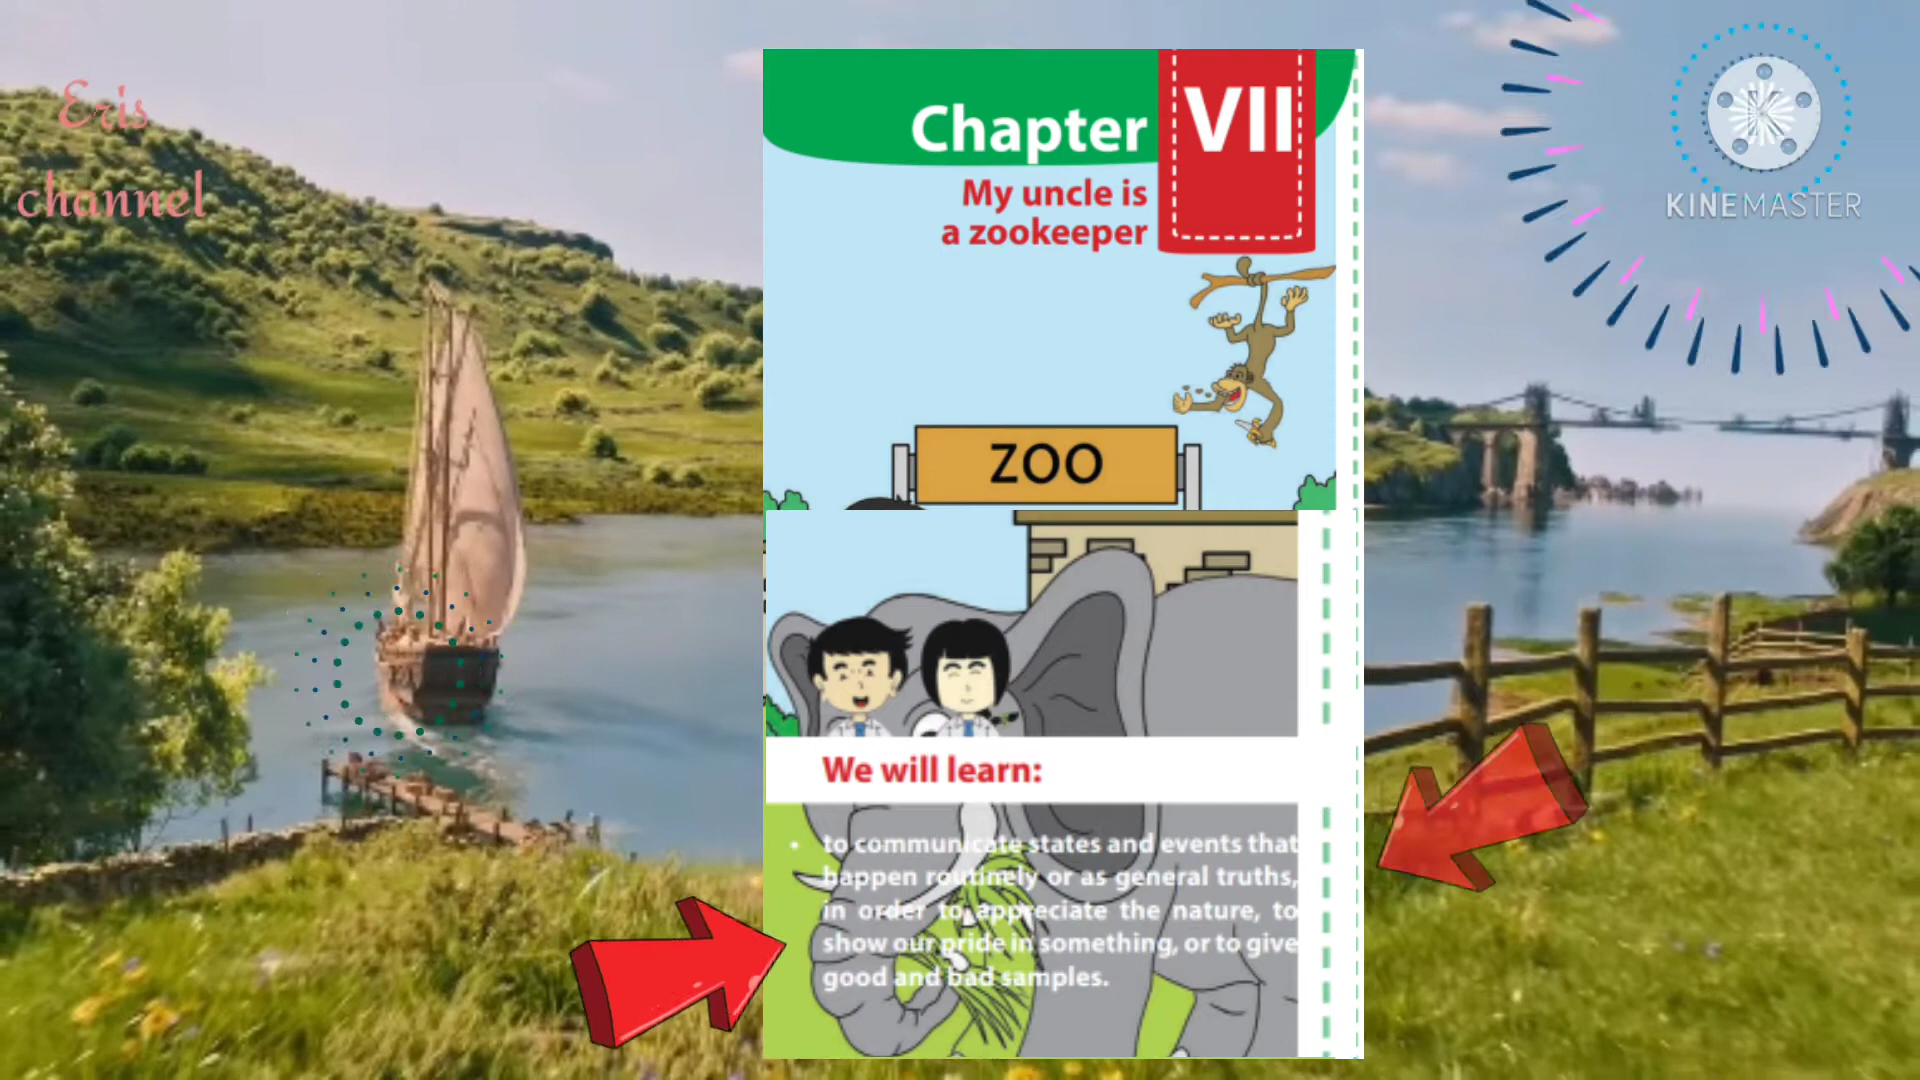 Eris
channel
Chapter
VII
My uncle is
a zookeeper
ZOO
KINEMASTER
We will learn:
• to communicate states and events that
happen routinely or as general truths,
in order to appreciate the nature, to
show our pride in something, or to give
good and bad samples.